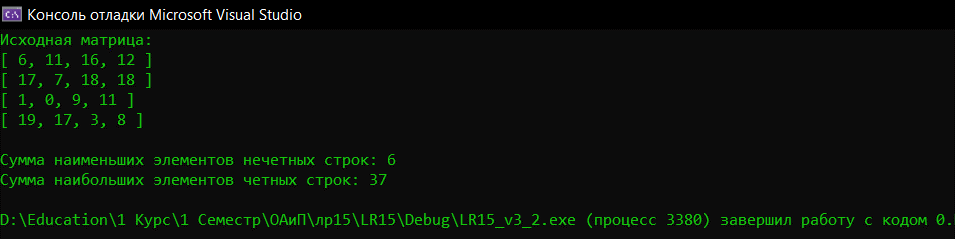 C:\ Консоль отладки Microsoft Visual Studio
Исходная матрица:
[ 6, 11, 16, 12 ]
[ 17, 7, 18, 18 ]
[ 1, 0, 9, 11 ]
[ 19, 17, 3, 8 ]
Сумма наименьших элементов нечетных строк: 6
Сумма наибольших элементов четных строк: 37
D:\Education\1 Курс\1 Семестр\ОАиП\лр15\LR15\Debug\LR15_v3_2.exe (процесс 3380) завершил работу с кодом 0.